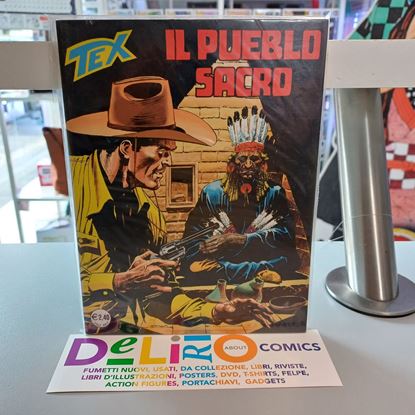 TEX
IL PUEBLO
SACRO
€ 2,40
DeLiRiO ABOUT COMICS
FUMETTI NUOVI, USATI, DA COLLEZIONE, LIBRI, RIVISTE,
LIBRI D'ILLUSTRAZIONI, POSTERS, DVD, T-SHIRTS, FELPE,
ACTION FIGURES, PORTACHIAVI, GADGETS